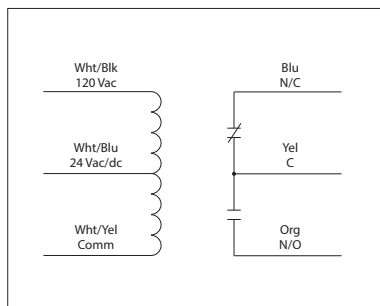 Wht/Blk
120 Vac
Wht/Blu
24 Vac/dc
Wht/Yel
Comm
Blu
N/C
Yel
C
Org
N/O